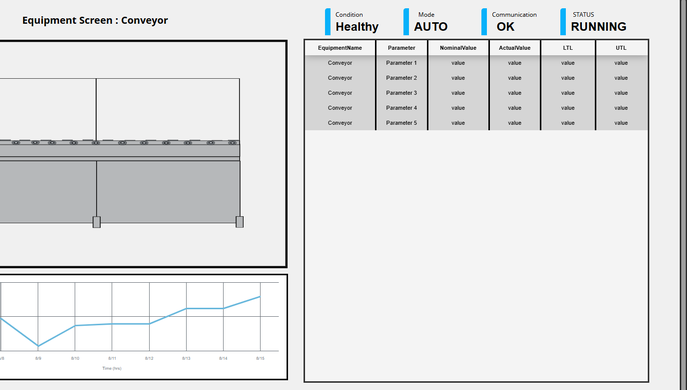 Equipment Screen : Conveyor
Condition
Healthy
Mode
AUTO
Communication
OK
STATUS
RUNNING
EquipmentName Parameter NominalValue ActualValue LTL UTL
Conveyor Parameter 1 value value value value
Conveyor Parameter 2 value value value value
Conveyor Parameter 3 value value value value
Conveyor Parameter 4 value value value value
Conveyor Parameter 5 value value value value
8/9 8/10 8/11 8/12 8/13 8/14 8/15
Time (hrs)